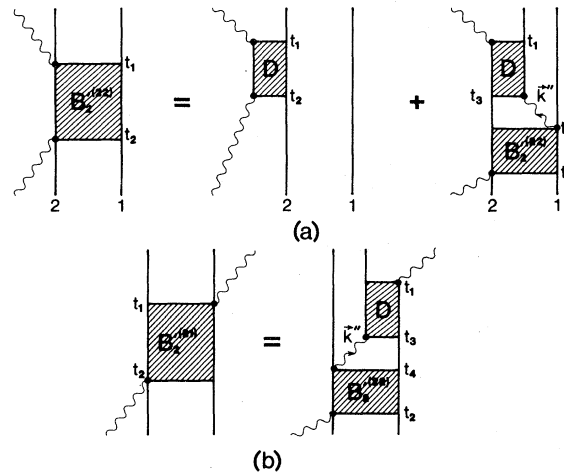 t₁
B₂'⁽²²⁾
t₂
2 1
=
t₁
D
t₂
2 1
+
t₁
D
t₃
k⃗''
B₂'⁽²²⁾
2 1
(a)
t₁
B₂'⁽²¹⁾
t₂
=
t₁
D
k⃗''
t₃
t₄
B₂'⁽²²⁾
t₂
(b)